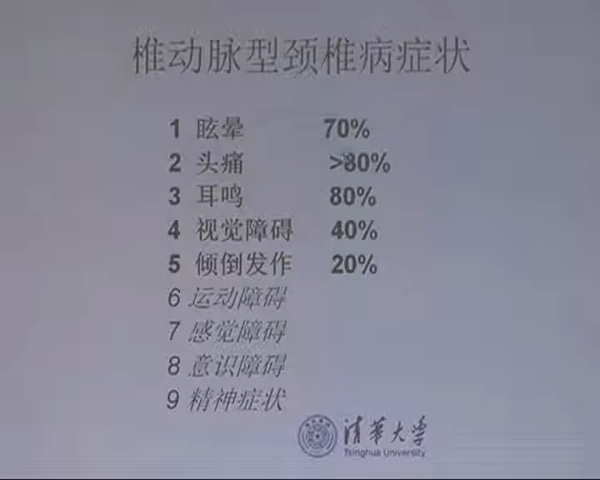 椎动脉型颈椎病症状
1 眩晕 70%
2 头痛 >80%
3 耳鸣 80%
4 视觉障碍 40%
5 倾倒发作 20%
6 运动障碍
7 感觉障碍
8 意识障碍
9 精神症状
清华大学
Tsinghua University